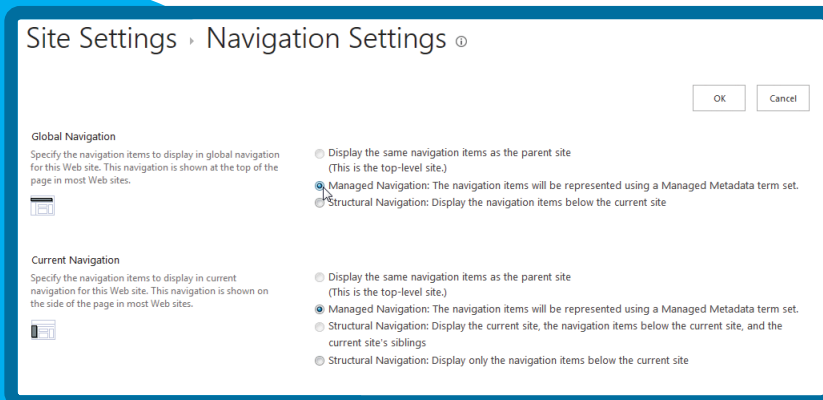 Site Settings › Navigation Settings
OK Cancel
Global Navigation
Specify the navigation items to display in global navigation
for this Web site. This navigation is shown at the top of the
page in most Web sites.
Display the same navigation items as the parent site
(This is the top-level site.)
Managed Navigation: The navigation items will be represented using a Managed Metadata term set.
Structural Navigation: Display the navigation items below the current site
Current Navigation
Specify the navigation items to display in current
navigation for this Web site. This navigation is shown on
the side of the page in most Web sites.
Display the same navigation items as the parent site
(This is the top-level site.)
Managed Navigation: The navigation items will be represented using a Managed Metadata term set.
Structural Navigation: Display the current site, the navigation items below the current site, and the
current site's siblings
Structural Navigation: Display only the navigation items below the current site